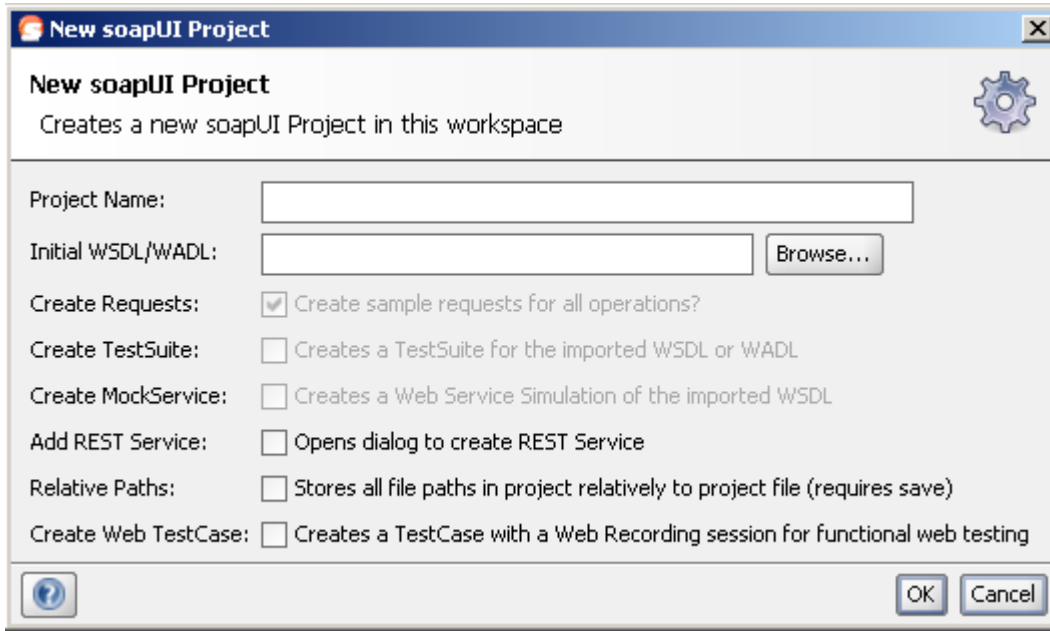 New soapUI Project
New soapUI Project
Creates a new soapUI Project in this workspace
Project Name:
Initial WSDL/WADL: Browse...
Create Requests: Create sample requests for all operations?
Create TestSuite: Creates a TestSuite for the imported WSDL or WADL
Create MockService: Creates a Web Service Simulation of the imported WSDL
Add REST Service: Opens dialog to create REST Service
Relative Paths: Stores all file paths in project relatively to project file (requires save)
Create Web TestCase: Creates a TestCase with a Web Recording session for functional web testing
? OK Cancel